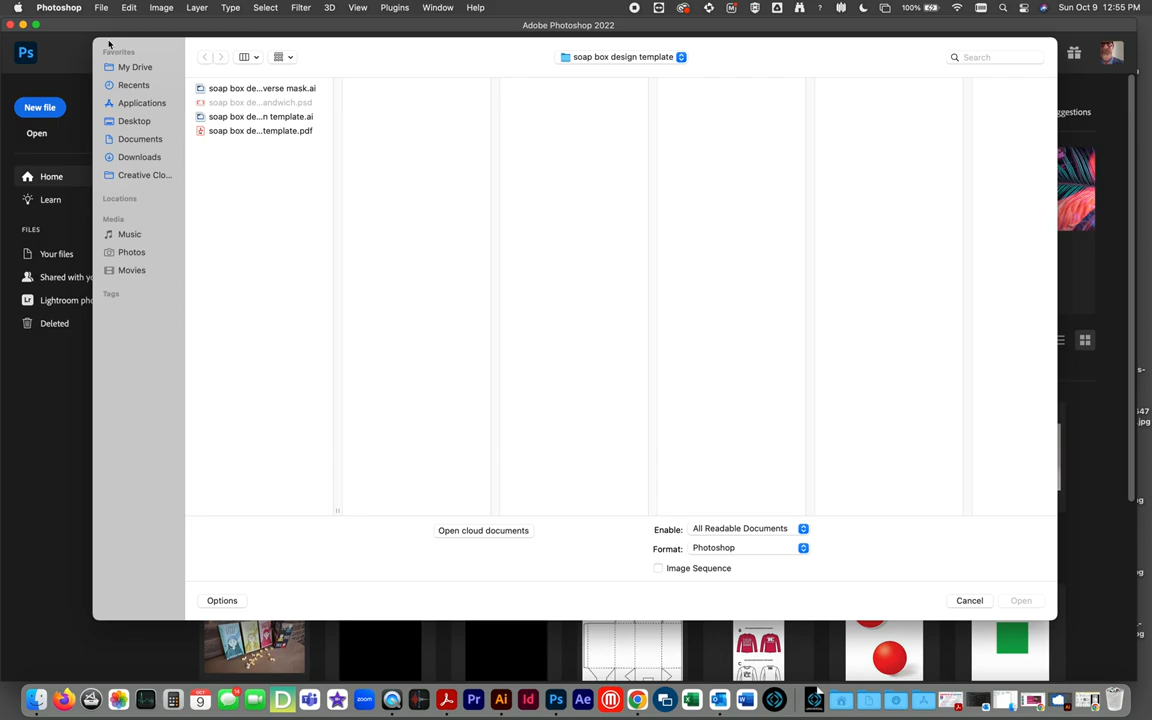 Photoshop File Edit Image Layer Type Select Filter 3D View Plugins Window Help 100% Sun Oct 9 12:55 PM
Adobe Photoshop 2022
Ps
New file
Open
Home
Learn
FILES
Your files
Shared with yo
Lightroom pho
Deleted
Favorites
My Drive
Recents
Applications
Desktop
Documents
Downloads
Creative Clo...
Locations
Media
Music
Photos
Movies
Tags
soap box design template
Search
soap box de...verse mask.ai
soap box de...andwich.psd
soap box de...n template.ai
soap box de...template.pdf
Open cloud documents
Enable: All Readable Documents
Format: Photoshop
Image Sequence
Options
Cancel Open
ggestions